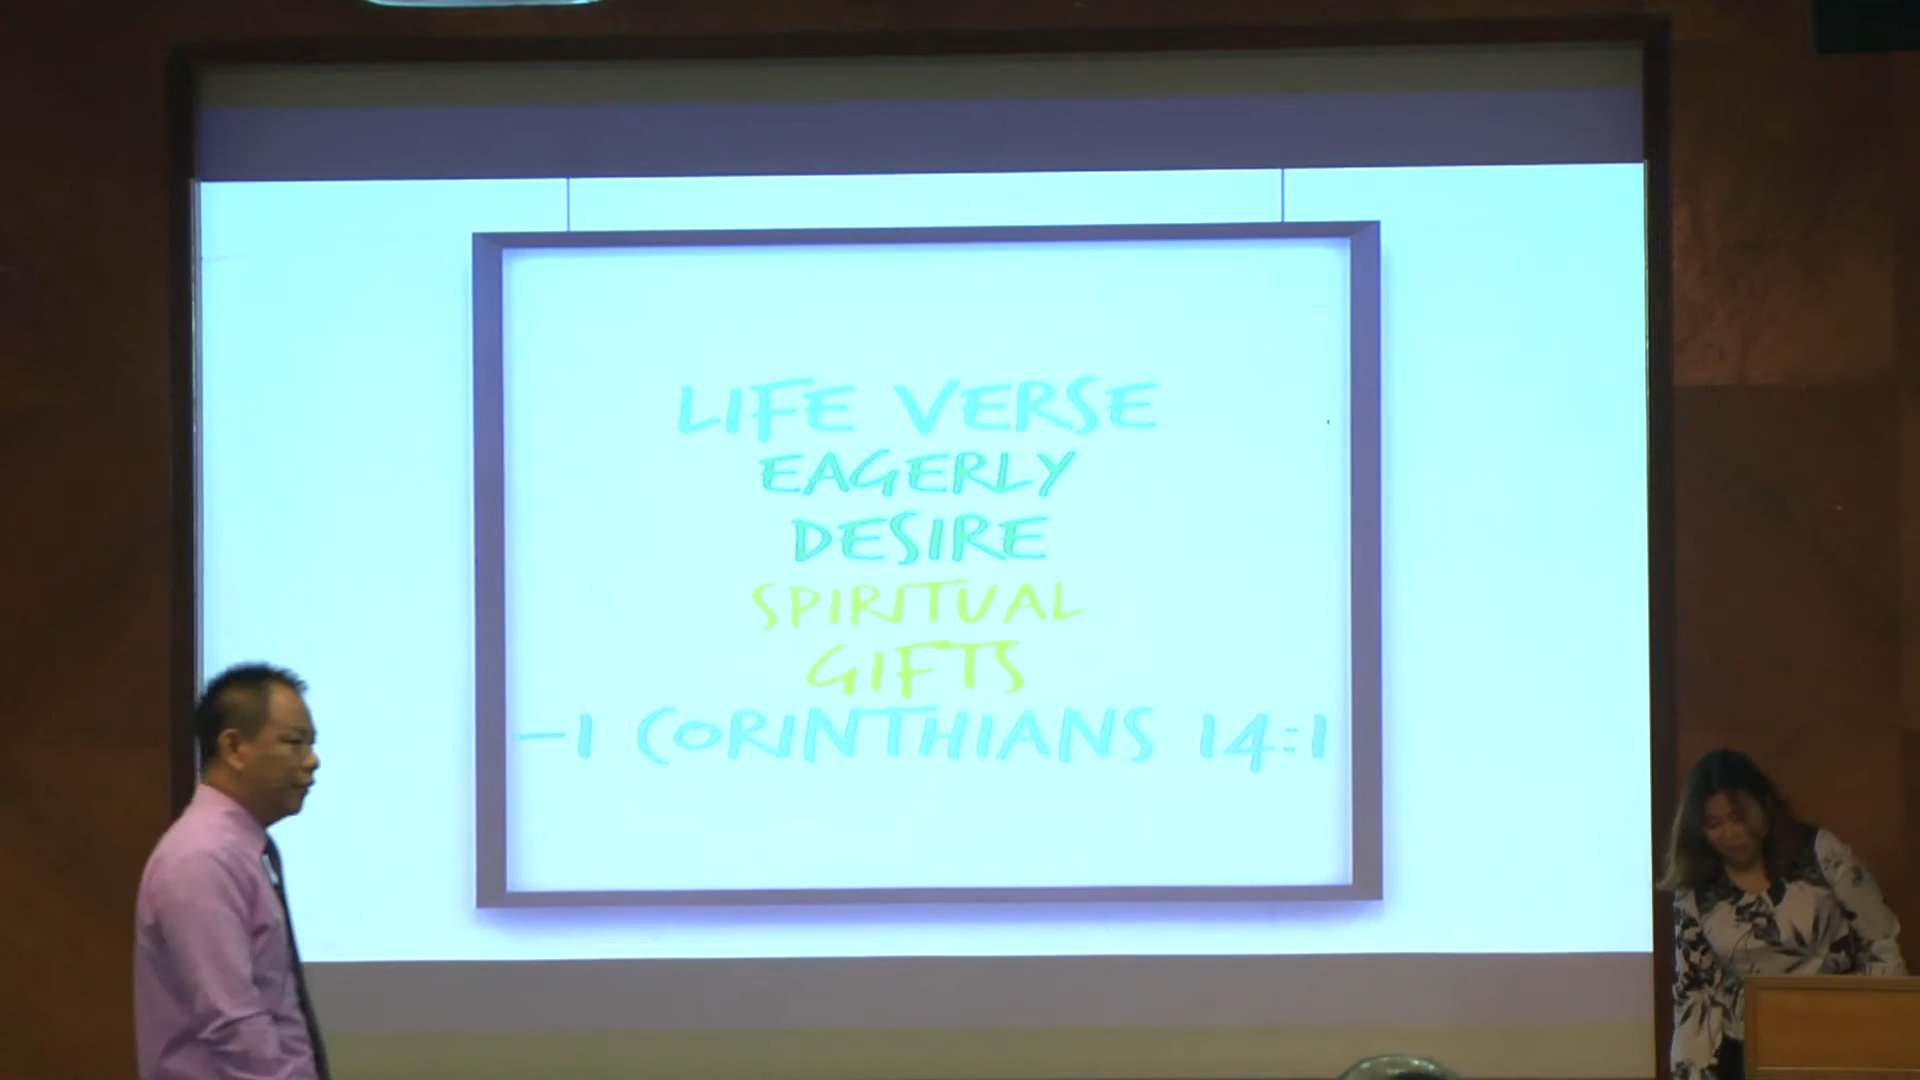 LIFE VERSE
EAGERLY
DESIRE
SPIRITUAL
GIFTS
-1 CORINTHIANS 14:1